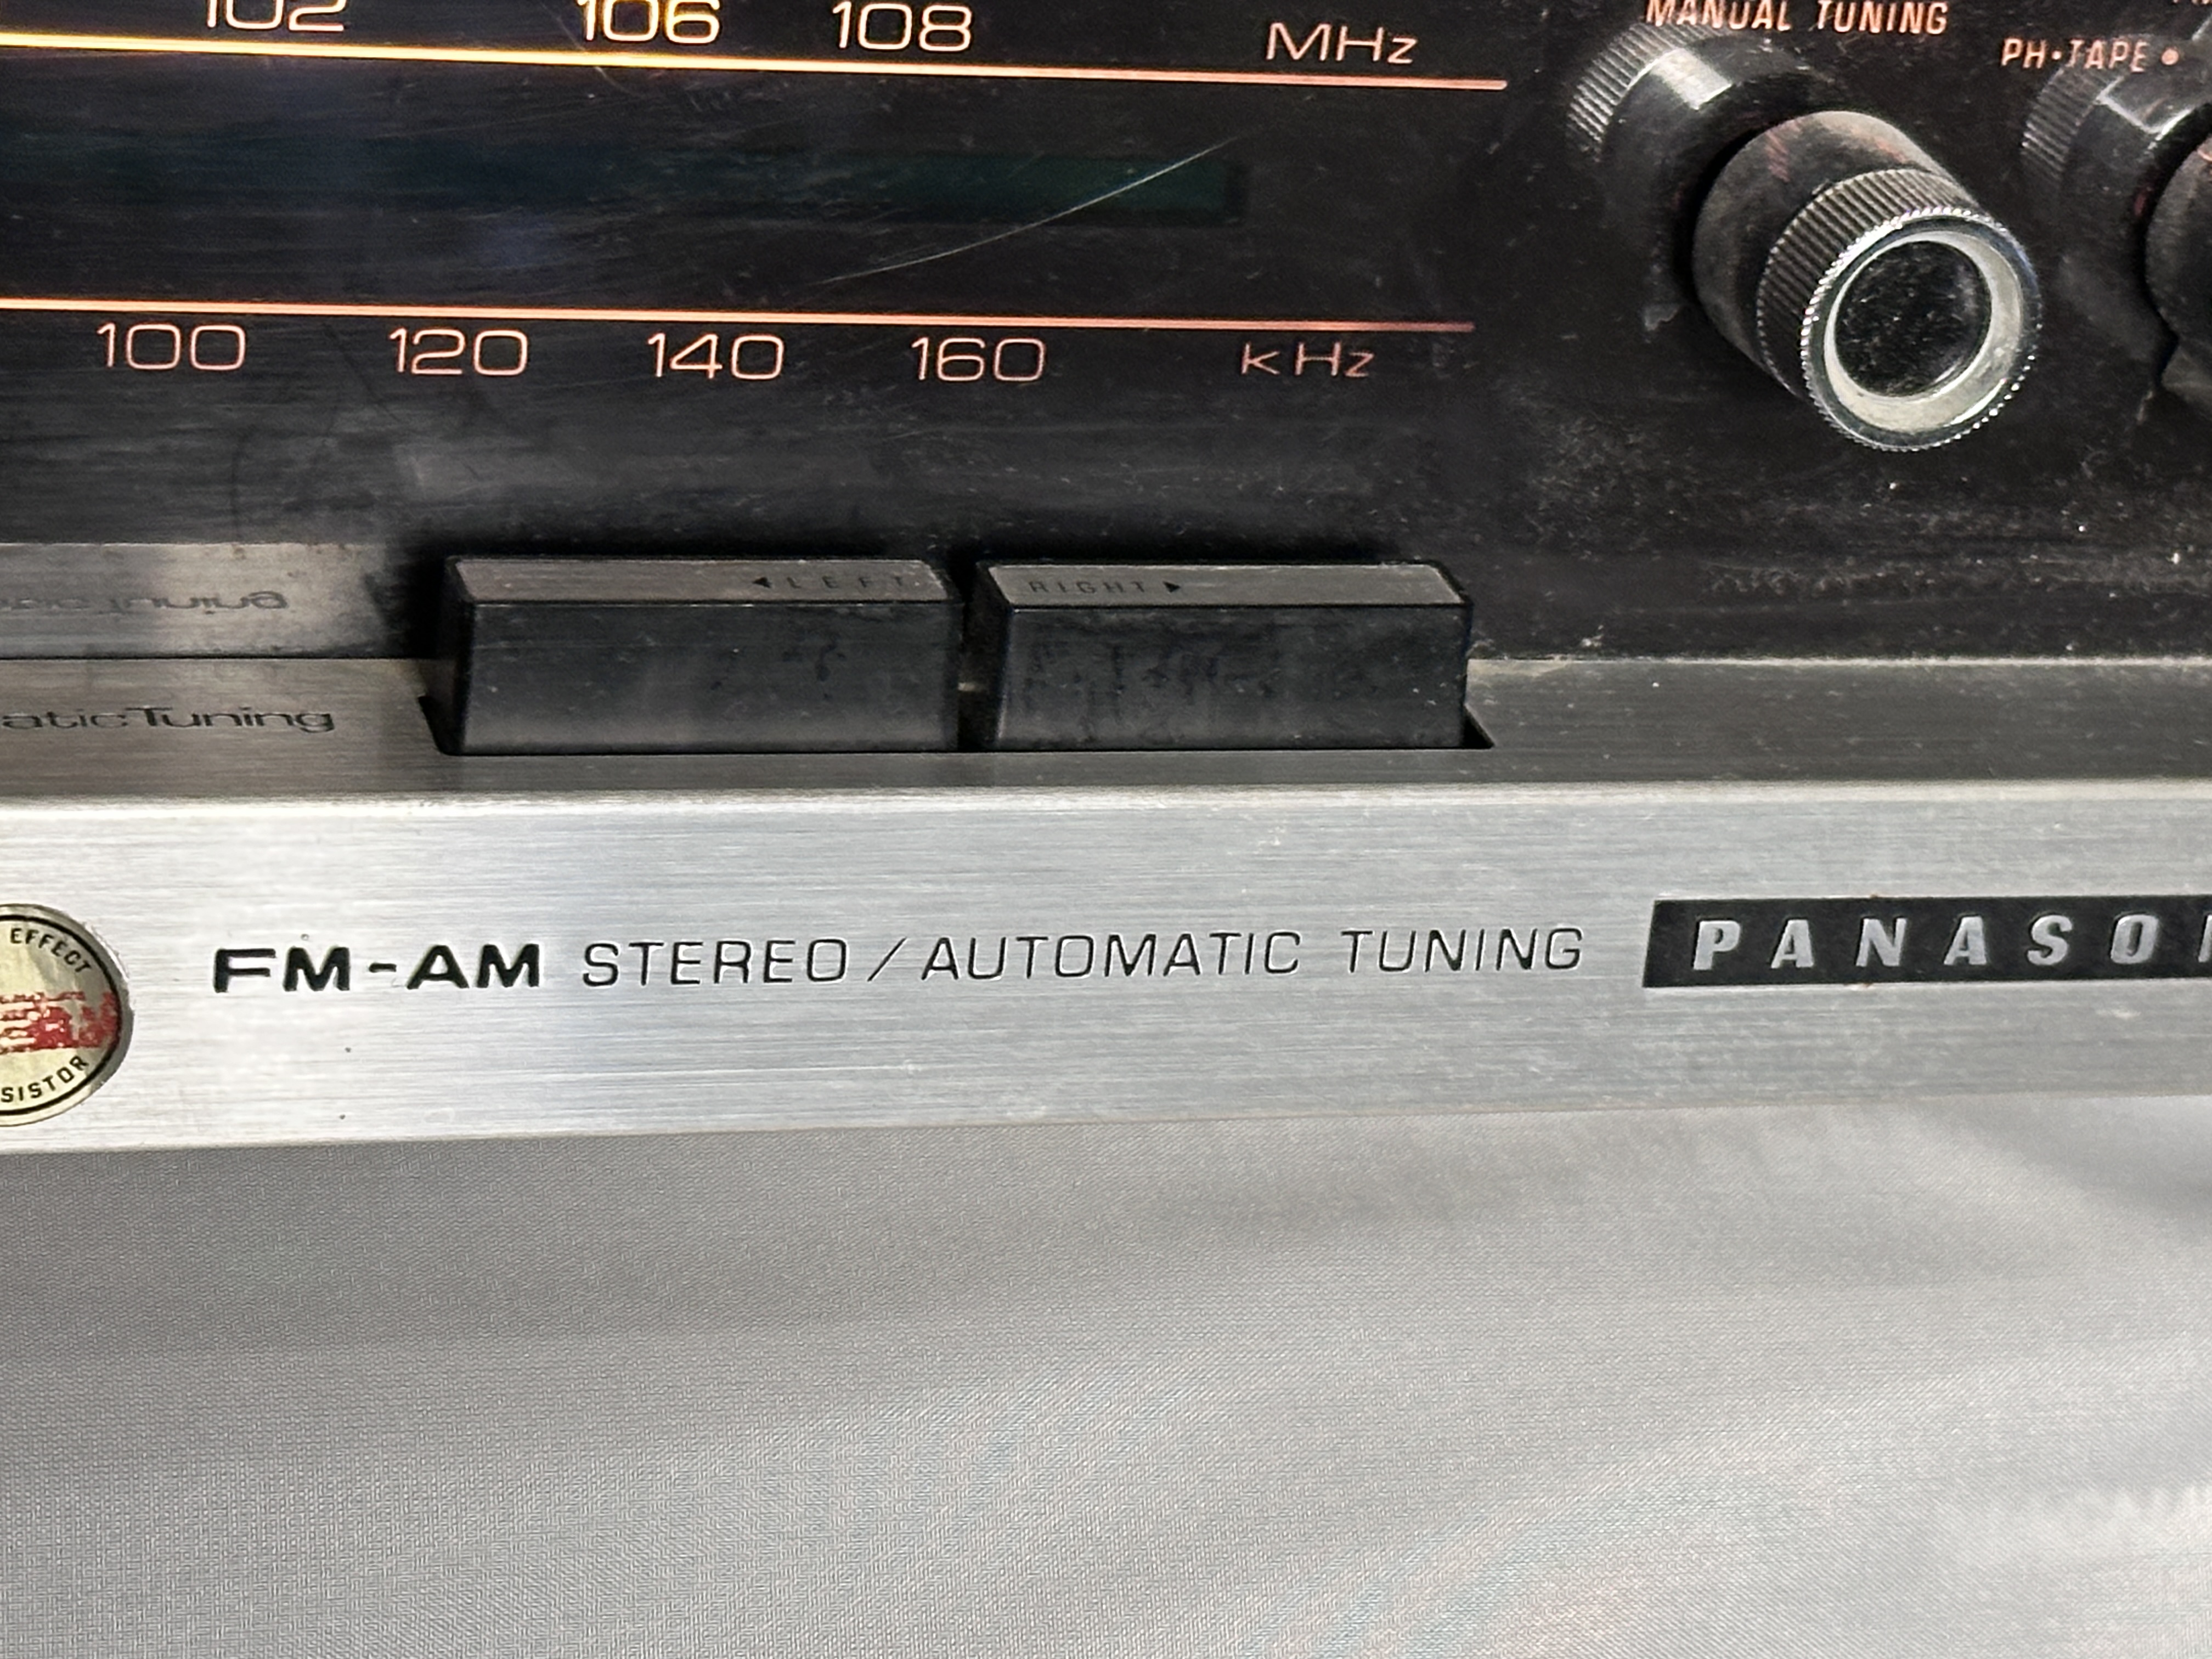 102 106 108 MHz
MANUAL TUNING
PH•TAPE •
100 120 140 160 kHz
◄LEFT RIGHT►
aticTuning
EFFECT
SISTOR
FM-AM STEREO / AUTOMATIC TUNING
PANASO